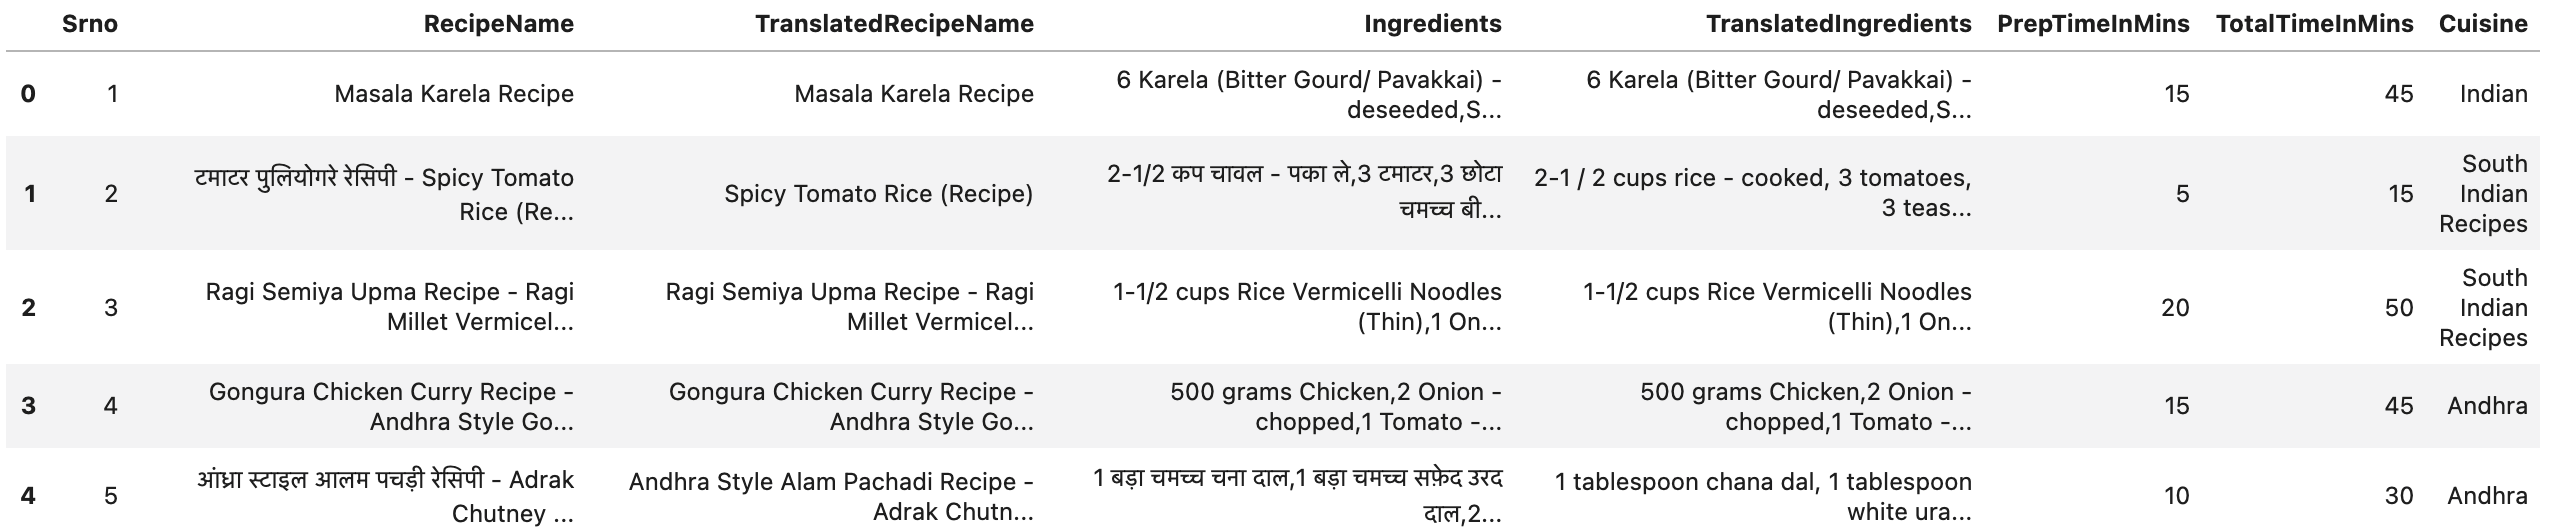 Srno RecipeName TranslatedRecipeName Ingredients TranslatedIngredients PrepTimeInMins TotalTimeInMins Cuisine
0 1 Masala Karela Recipe Masala Karela Recipe 6 Karela (Bitter Gourd/ Pavakkai) - 6 Karela (Bitter Gourd/ Pavakkai) - 15 45 Indian
deseeded,S... deseeded,S...
South
1 2 टमाटर पुलियोगरे रेसिपी - Spicy Tomato Spicy Tomato Rice (Recipe) 2-1/2 कप चावल - पका ले,3 टमाटर,3 छोटा 2-1 / 2 cups rice - cooked, 3 tomatoes, 5 15 Indian
Rice (Re... चमच्च बी... 3 teas... Recipes
South
2 3 Ragi Semiya Upma Recipe - Ragi Ragi Semiya Upma Recipe - Ragi 1-1/2 cups Rice Vermicelli Noodles 1-1/2 cups Rice Vermicelli Noodles 20 50 Indian
Millet Vermicel... Millet Vermicel... (Thin),1 On... (Thin),1 On... Recipes
3 4 Gongura Chicken Curry Recipe - Gongura Chicken Curry Recipe - 500 grams Chicken,2 Onion - 500 grams Chicken,2 Onion - 15 45 Andhra
Andhra Style Go... Andhra Style Go... chopped,1 Tomato -... chopped,1 Tomato -...
4 5 आंध्रा स्टाइल आलम पचड़ी रेसिपी - Adrak Andhra Style Alam Pachadi Recipe - 1 बड़ा चमच्च चना दाल,1 बड़ा चमच्च सफ़ेद उरद 1 tablespoon chana dal, 1 tablespoon 10 30 Andhra
Chutney ... Adrak Chutn... दाल,2... white ura...